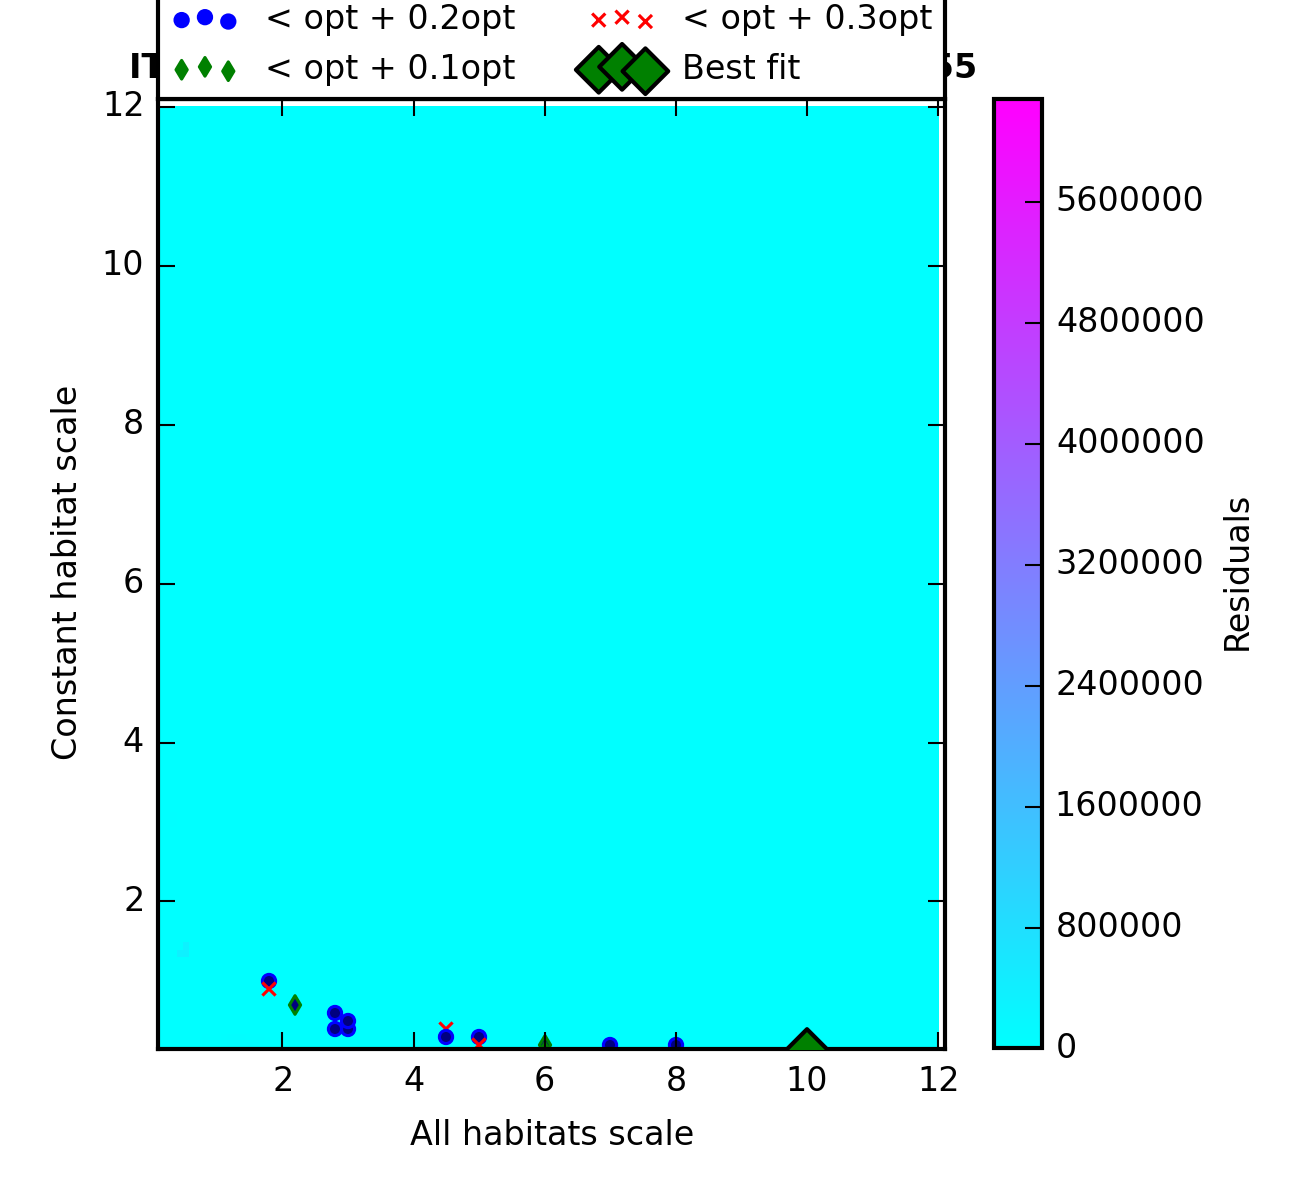 < opt + 0.2opt < opt + 0.3opt
< opt + 0.1opt Best fit
12
10
8
6
4
2
Constant habitat scale
2 4 6 8 10 12
All habitats scale
5600000
4800000
4000000
3200000
2400000
1600000
800000
0
Residuals